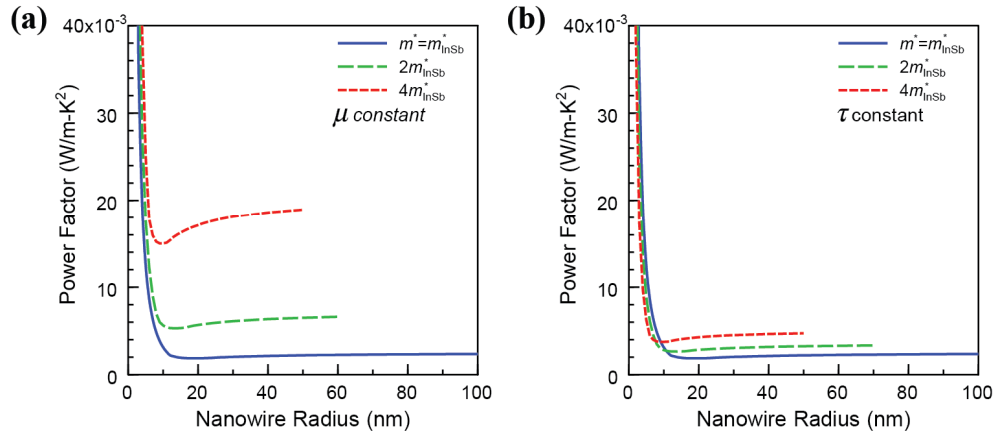 (a)
40x10⁻³
30
20
10
0
Power Factor (W/m-K²)
0 20 40 60 80 100
Nanowire Radius (nm)
m*=m*InSb
2m*InSb
4m*InSb
μ constant
(b)
40x10⁻³
30
20
10
0
Power Factor (W/m-K²)
0 20 40 60 80 100
Nanowire Radius (nm)
m*=m*InSb
2m*InSb
4m*InSb
τ constant